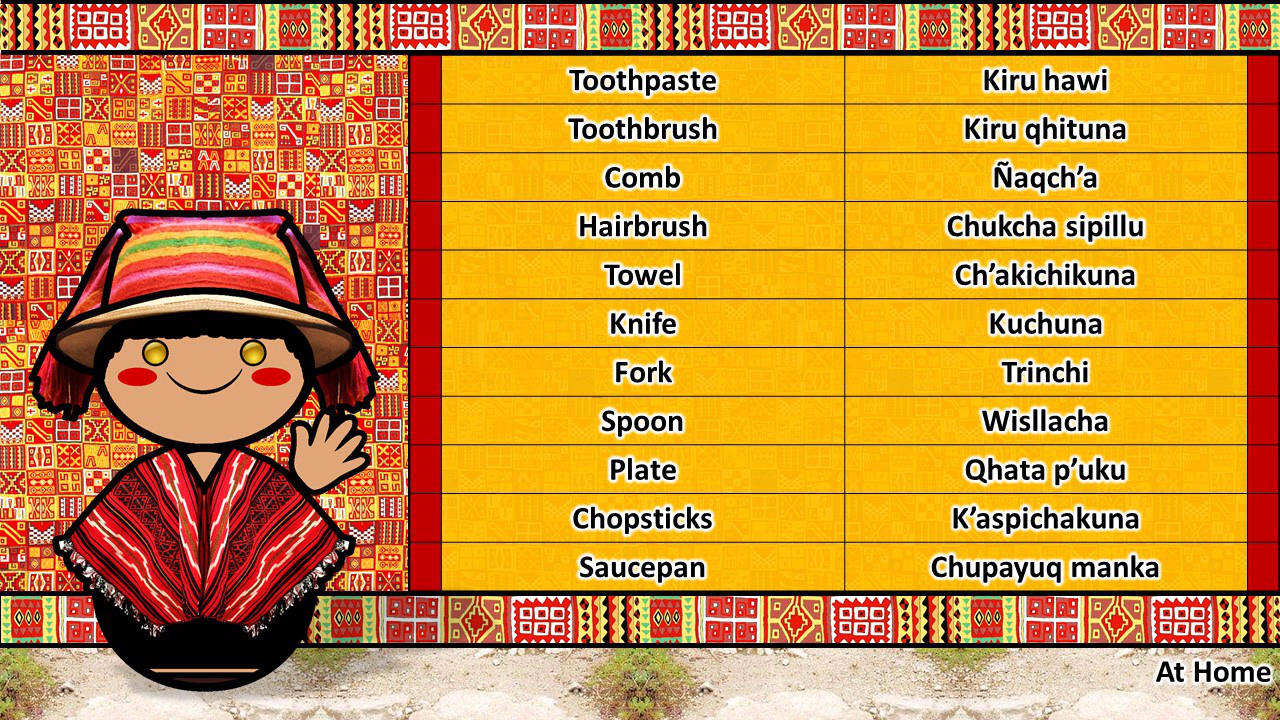 Toothpaste Kiru hawi
Toothbrush Kiru qhituna
Comb Ñaqch’a
Hairbrush Chukcha sipillu
Towel Ch’akichikuna
Knife Kuchuna
Fork Trinchi
Spoon Wisllacha
Plate Qhata p’uku
Chopsticks K’aspichakuna
Saucepan Chupayuq manka
At Home